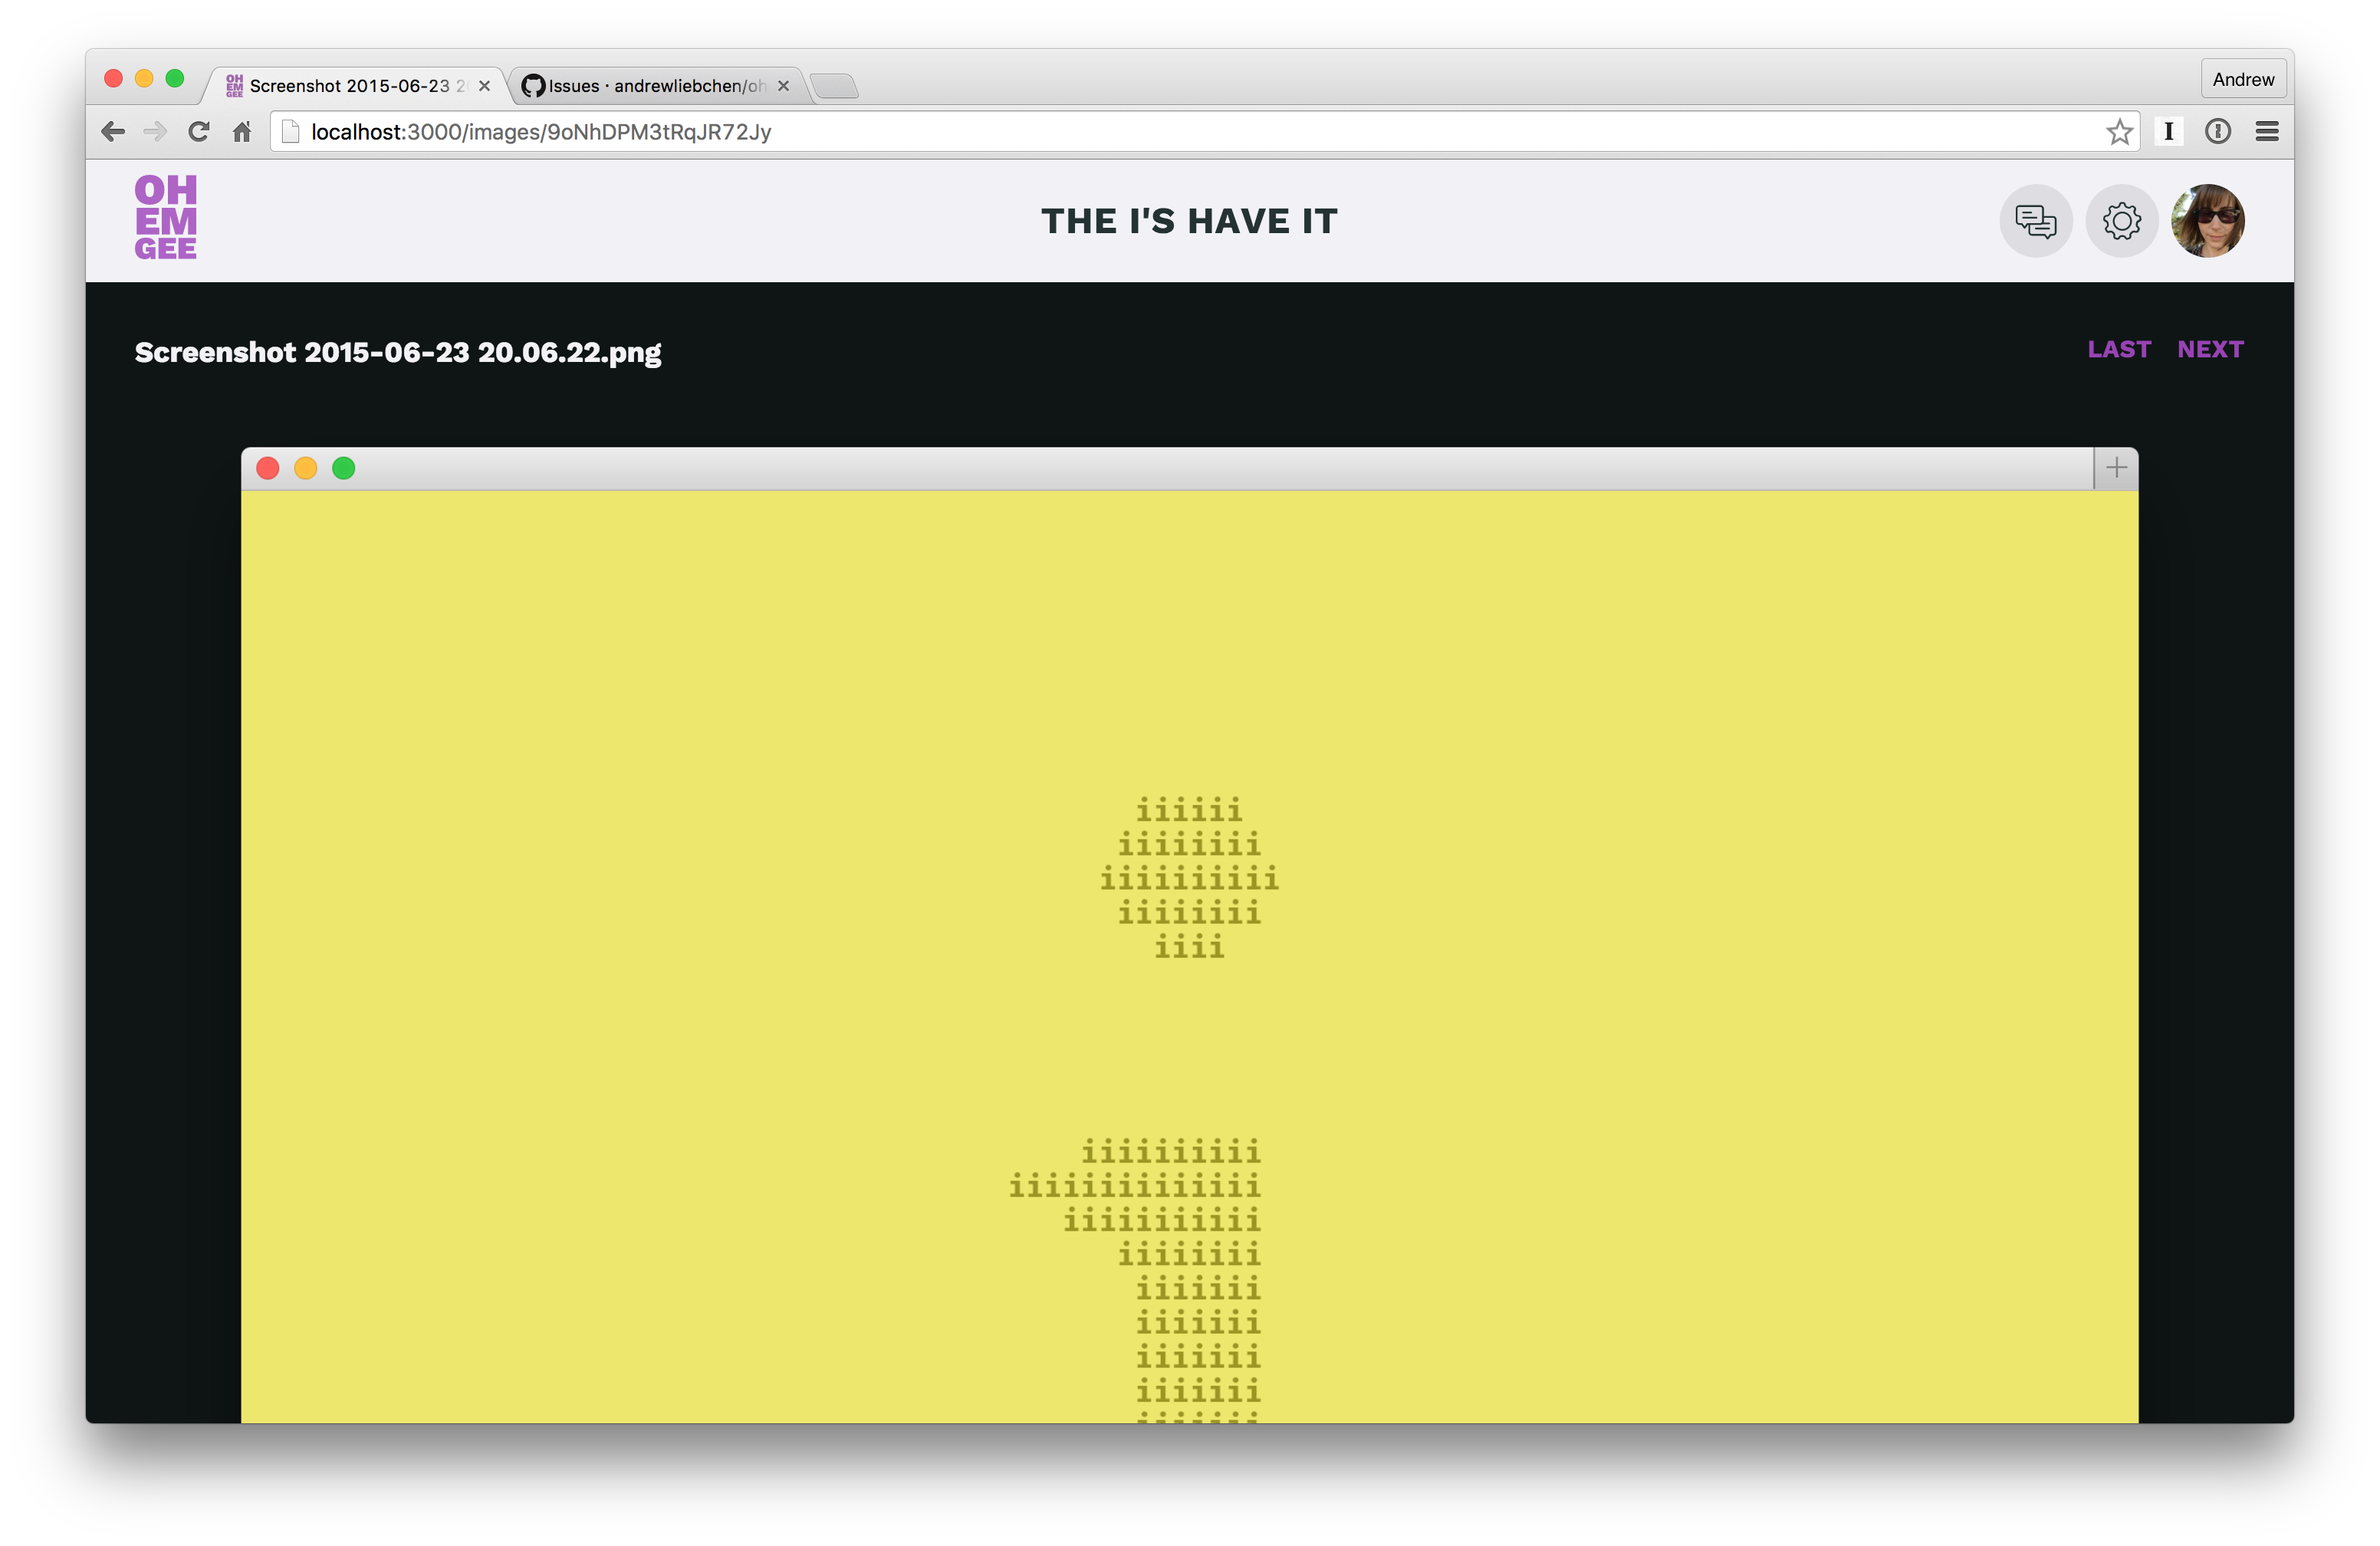 Screenshot 2015-06-23 2
Issues · andrewliebchen/oh
Andrew
localhost:3000/images/9oNhDPM3tRqJR72Jy
I
OH
EM
GEE
THE I'S HAVE IT
Screenshot 2015-06-23 20.06.22.png
LAST NEXT
iiiiii
iiiiiiii
iiiiiiiiii
iiiiiiii
iiii
iiiiiiiiii
iiiiiiiiiiiiii
iiiiiiiiiii
iiiiiiii
iiiiiii
iiiiiii
iiiiiii
iiiiiii
iiiiiii